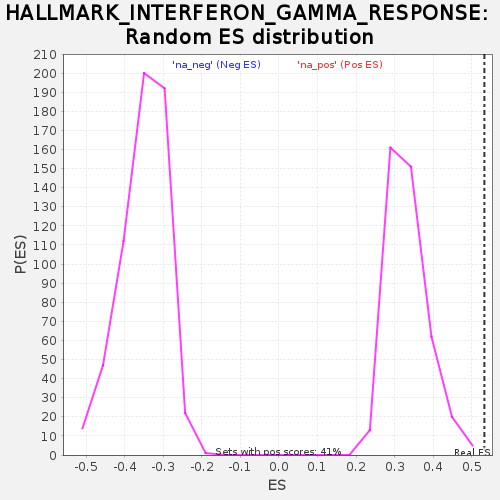 HALLMARK_INTERFERON_GAMMA_RESPONSE:
Random ES distribution
210
200
190
180
170
160
150
140
130
120
110
100
90
80
70
60
50
40
30
20
10
0
P(ES)
'na_neg' (Neg ES) 'na_pos' (Pos ES)
Sets with pos scores: 41%
Real ES
-0.5 -0.4 -0.3 -0.2 -0.1 0.0 0.1 0.2 0.3 0.4 0.5
ES